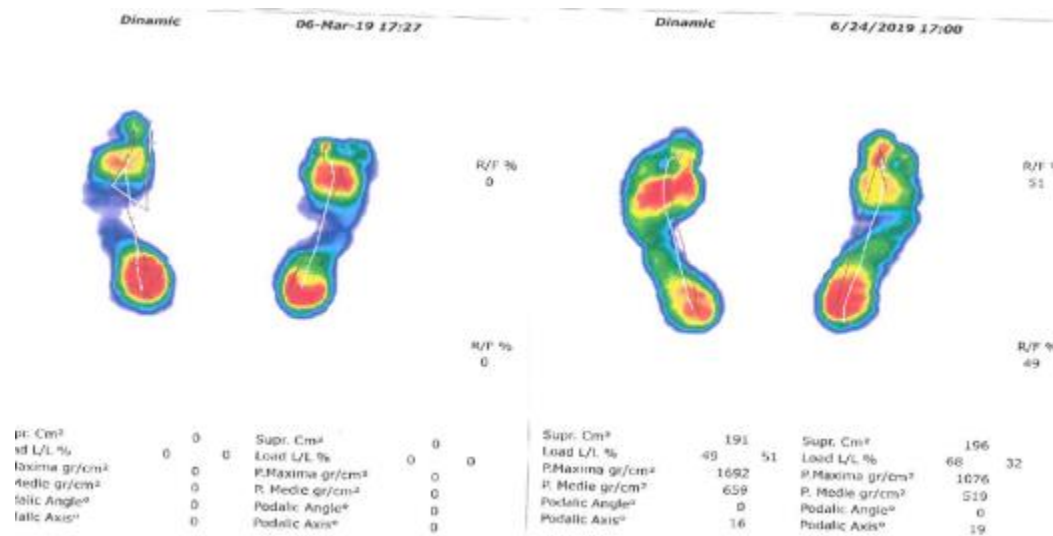 Dinamic 06-Mar-19 17:27
R/F %
0
R/F %
0
pr. Cm² 0
ad L/L % 0 0
Maxima gr/cm² 0
Medie gr/cm² 0
dalic Angle° 0
dalic Axis° 0
Supr. Cm² 0
Load L/L % 0 0
P.Maxima gr/cm² 0
P. Medie gr/cm² 0
Podalic Angle° 0
Podalic Axis° 0
Dinamic 6/24/2019 17:00
R/F %
51
R/F %
49
Supr. Cm² 191
Load L/L % 49 51
P.Maxima gr/cm² 1692
P. Medie gr/cm² 659
Podalic Angle° 0
Podalic Axis° 16
Supr. Cm² 196
Load L/L % 68 32
P.Maxima gr/cm² 1076
P. Medie gr/cm² 519
Podalic Angle° 0
Podalic Axis° 19